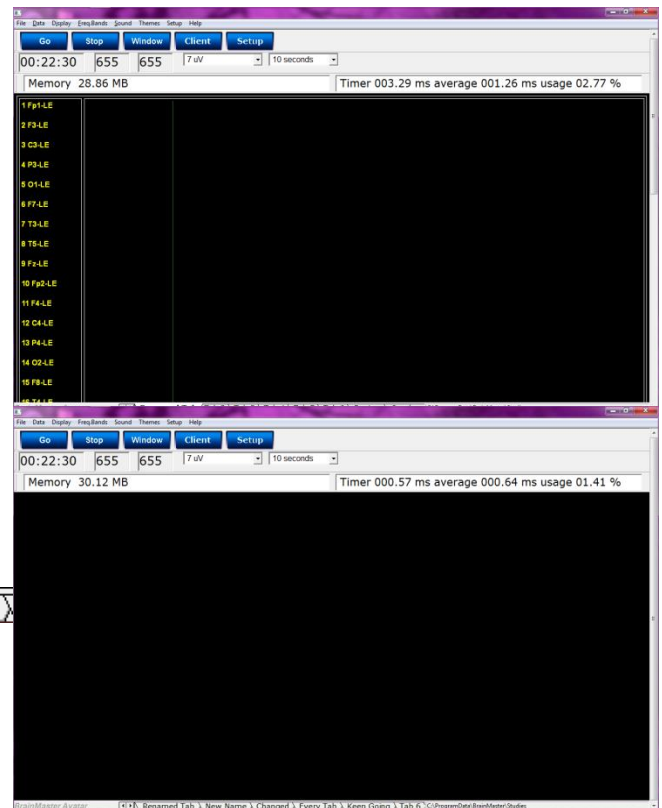 File Data Display Freq.Bands Sound Themes Setup Help
Go Stop Window Client Setup
00:22:30 655 655 7 uV 10 seconds
Memory 28.86 MB Timer 003.29 ms average 001.26 ms usage 02.77 %
1 Fp1-LE
2 F3-LE
3 C3-LE
4 P3-LE
5 O1-LE
6 F7-LE
7 T3-LE
8 T5-LE
9 Fz-LE
10 Fp2-LE
11 F4-LE
12 C4-LE
13 P4-LE
14 O2-LE
15 F8-LE
16 T4-LE
File Data Display Freq.Bands Sound Themes Setup Help
Go Stop Window Client Setup
00:22:30 655 655 7 uV 10 seconds
Memory 30.12 MB Timer 000.57 ms average 000.64 ms usage 01.41 %
BrainMaster Avatar Renamed Tab New Name Changed Every Tab Keep Going Tab 6 C:\ProgramData\BrainMaster\Studies